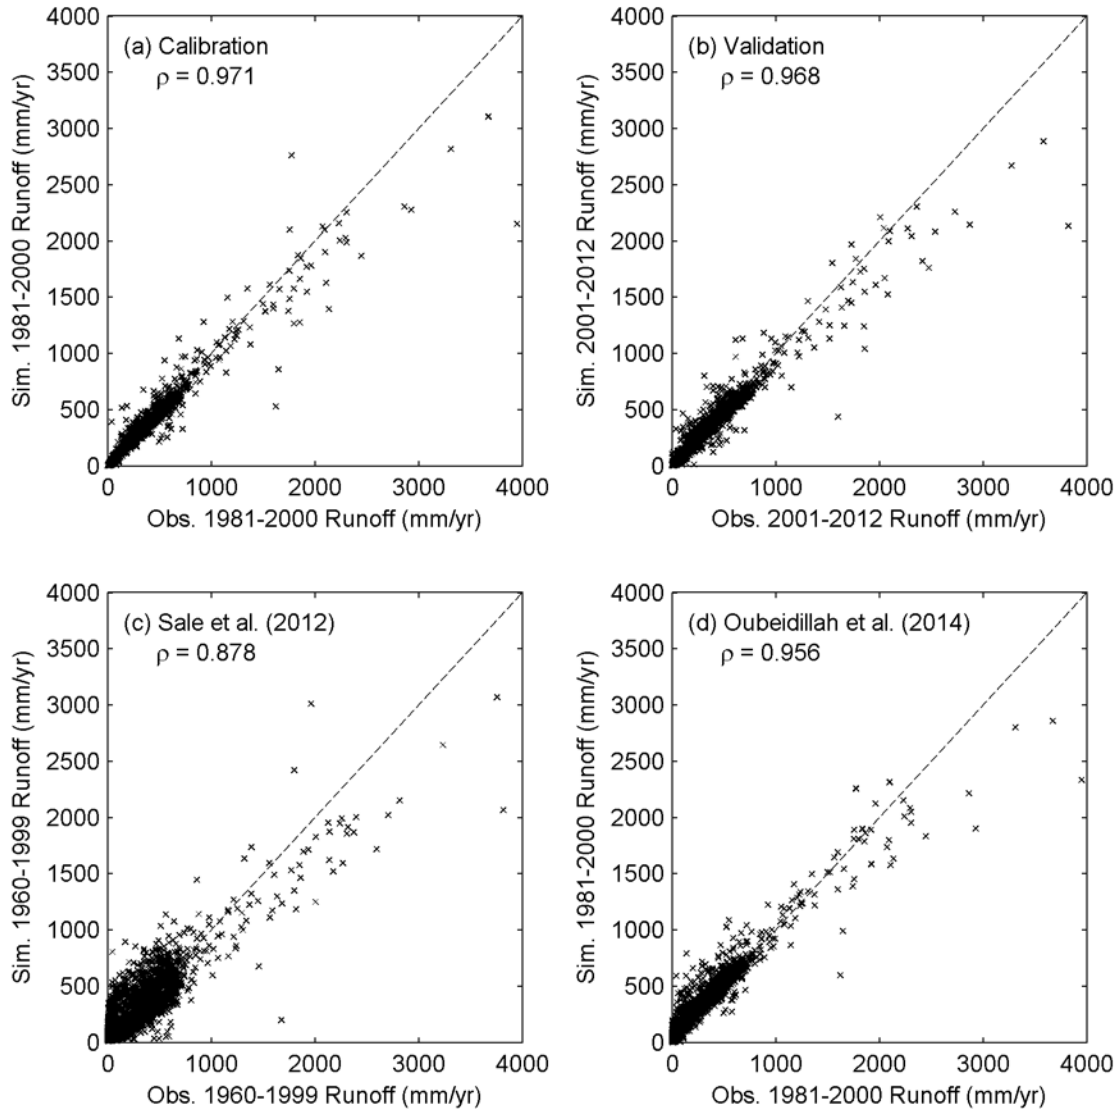 (a) Calibration
ρ = 0.971
4000
3500
3000
2500
2000
1500
1000
500
0
Sim. 1981-2000 Runoff (mm/yr)
0 1000 2000 3000 4000
Obs. 1981-2000 Runoff (mm/yr)
(b) Validation
ρ = 0.968
4000
3500
3000
2500
2000
1500
1000
500
0
Sim. 2001-2012 Runoff (mm/yr)
0 1000 2000 3000 4000
Obs. 2001-2012 Runoff (mm/yr)
(c) Sale et al. (2012)
ρ = 0.878
4000
3500
3000
2500
2000
1500
1000
500
0
Sim. 1960-1999 Runoff (mm/yr)
0 1000 2000 3000 4000
Obs. 1960-1999 Runoff (mm/yr)
(d) Oubeidillah et al. (2014)
ρ = 0.956
4000
3500
3000
2500
2000
1500
1000
500
0
Sim. 1981-2000 Runoff (mm/yr)
0 1000 2000 3000 4000
Obs. 1981-2000 Runoff (mm/yr)